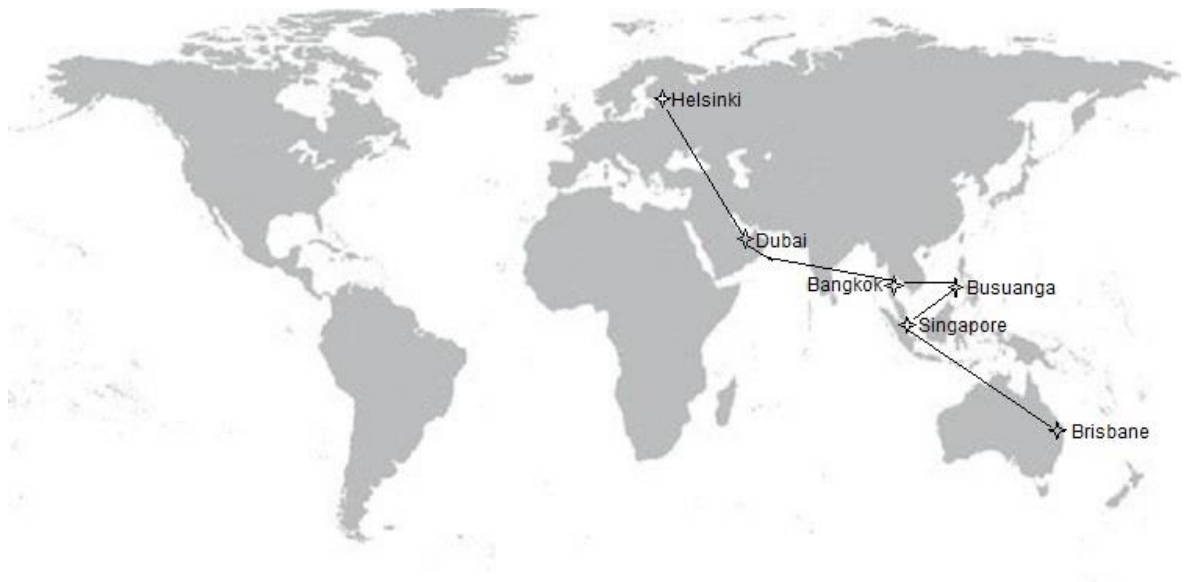 Helsinki
Dubai
Bangkok
Busuanga
Singapore
Brisbane